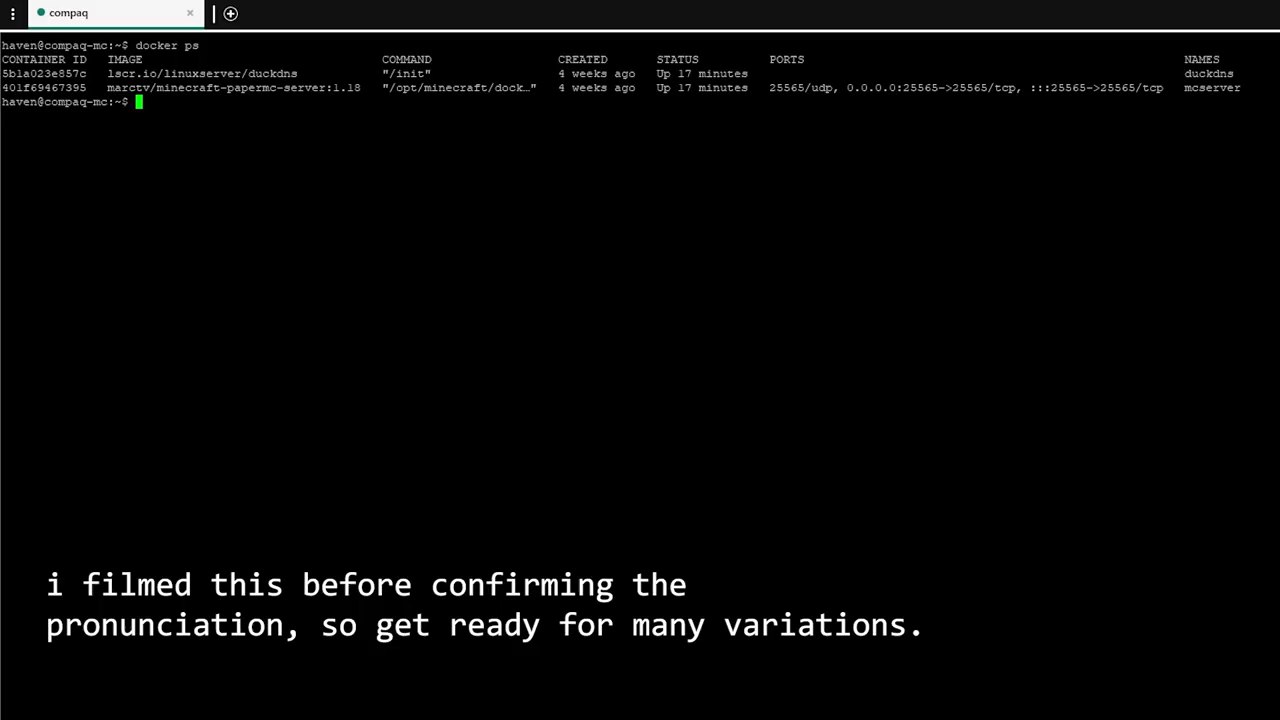 compaq
haven@compaq-mc:~$ docker ps
CONTAINER ID IMAGE COMMAND CREATED STATUS PORTS NAMES
5b1a023e857c lscr.io/linuxserver/duckdns "/init" 4 weeks ago Up 17 minutes duckdns
401f69467395 marctv/minecraft-papermc-server:1.18 "/opt/minecraft/dock…" 4 weeks ago Up 17 minutes 25565/udp, 0.0.0.0:25565->25565/tcp, :::25565->25565/tcp mcserver
haven@compaq-mc:~$
i filmed this before confirming the
pronunciation, so get ready for many variations.